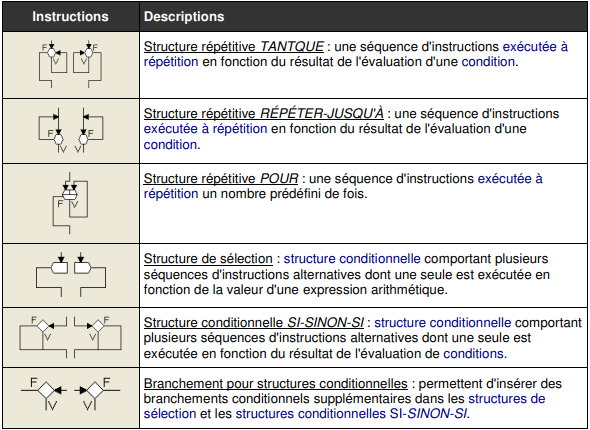 Instructions Descriptions
F F
V V
Structure répétitive TANTQUE : une séquence d'instructions exécutée à
répétition en fonction du résultat de l'évaluation d'une condition.
F F
V V
Structure répétitive RÉPÉTER-JUSQU'À : une séquence d'instructions
exécutée à répétition en fonction du résultat de l'évaluation d'une
condition.
F V
Structure répétitive POUR : une séquence d'instructions exécutée à
répétition un nombre prédéfini de fois.
Structure de sélection : structure conditionnelle comportant plusieurs
séquences d'instructions alternatives dont une seule est exécutée en
fonction de la valeur d'une expression arithmétique.
F F
V V
Structure conditionnelle SI-SINON-SI : structure conditionnelle comportant
plusieurs séquences d'instructions alternatives dont une seule est
exécutée en fonction du résultat de l'évaluation de conditions.
F F
V V
Branchement pour structures conditionnelles : permettent d'insérer des
branchements conditionnels supplémentaires dans les structures de
sélection et les structures conditionnelles SI-SINON-SI.